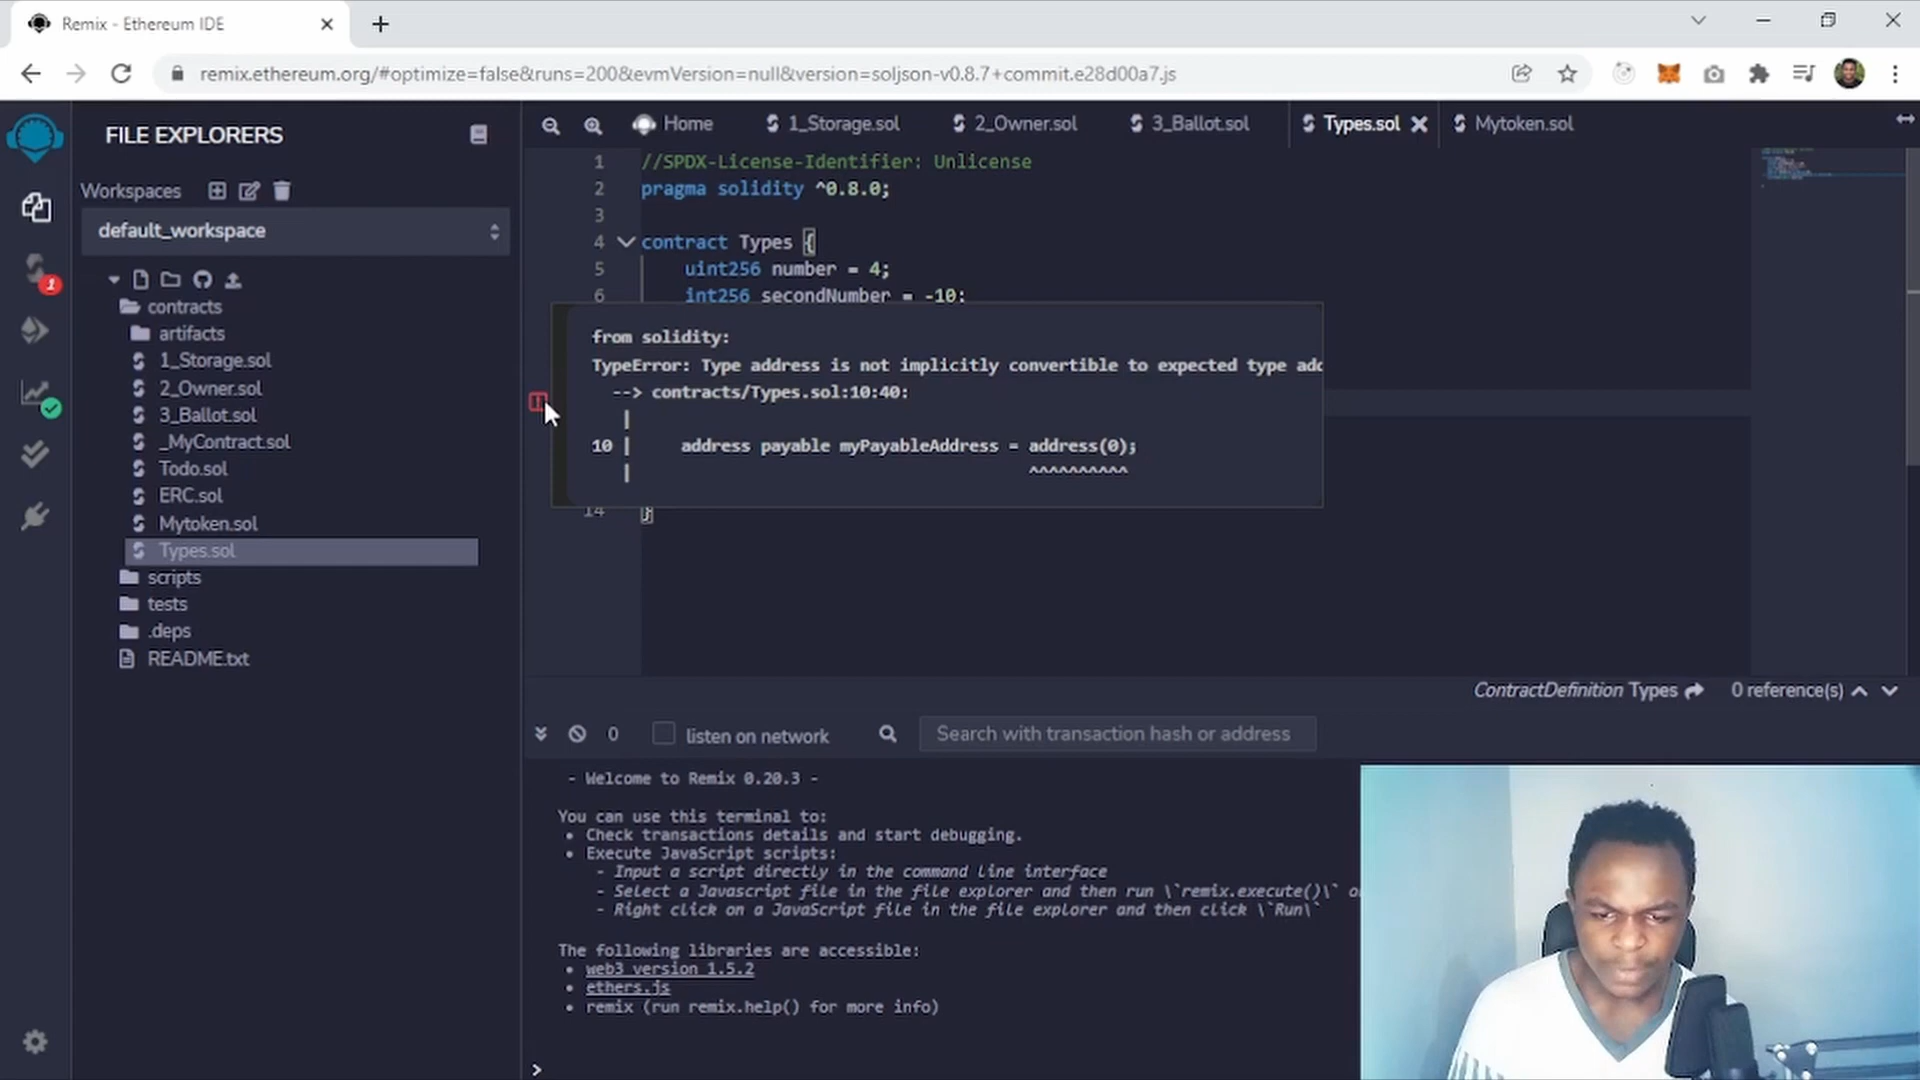 Remix - Ethereum IDE
remix.ethereum.org/#optimize=false&runs=200&evmVersion=null&version=soljson-v0.8.7+commit.e28d00a7.js
FILE EXPLORERS
Workspaces
default_workspace
1
contracts
artifacts
1_Storage.sol
2_Owner.sol
3_Ballot.sol
_MyContract.sol
Todo.sol
ERC.sol
Mytoken.sol
Types.sol
scripts
tests
.deps
README.txt
Home
1_Storage.sol
2_Owner.sol
3_Ballot.sol
Types.sol
Mytoken.sol
1 //SPDX-License-Identifier: Unlicense
2 pragma solidity ^0.8.0;
3
4 contract Types {
5 uint256 number = 4;
6 int256 secondNumber = -10;
from solidity:
TypeError: Type address is not implicitly convertible to expected type add
--> contracts/Types.sol:10:40:
|
10 | address payable myPayableAddress = address(0);
| ^^^^^^^^^^
14 }
ContractDefinition Types 0 reference(s)
0 listen on network Search with transaction hash or address
- Welcome to Remix 0.20.3 -
You can use this terminal to:
• Check transactions details and start debugging.
• Execute JavaScript scripts:
- Input a script directly in the command line interface
- Select a Javascript file in the file explorer and then run \`remix.execute()\` o
- Right click on a JavaScript file in the file explorer and then click \`Run\`
The following libraries are accessible:
• web3 version 1.5.2
• ethers.js
• remix (run remix.help() for more info)
>